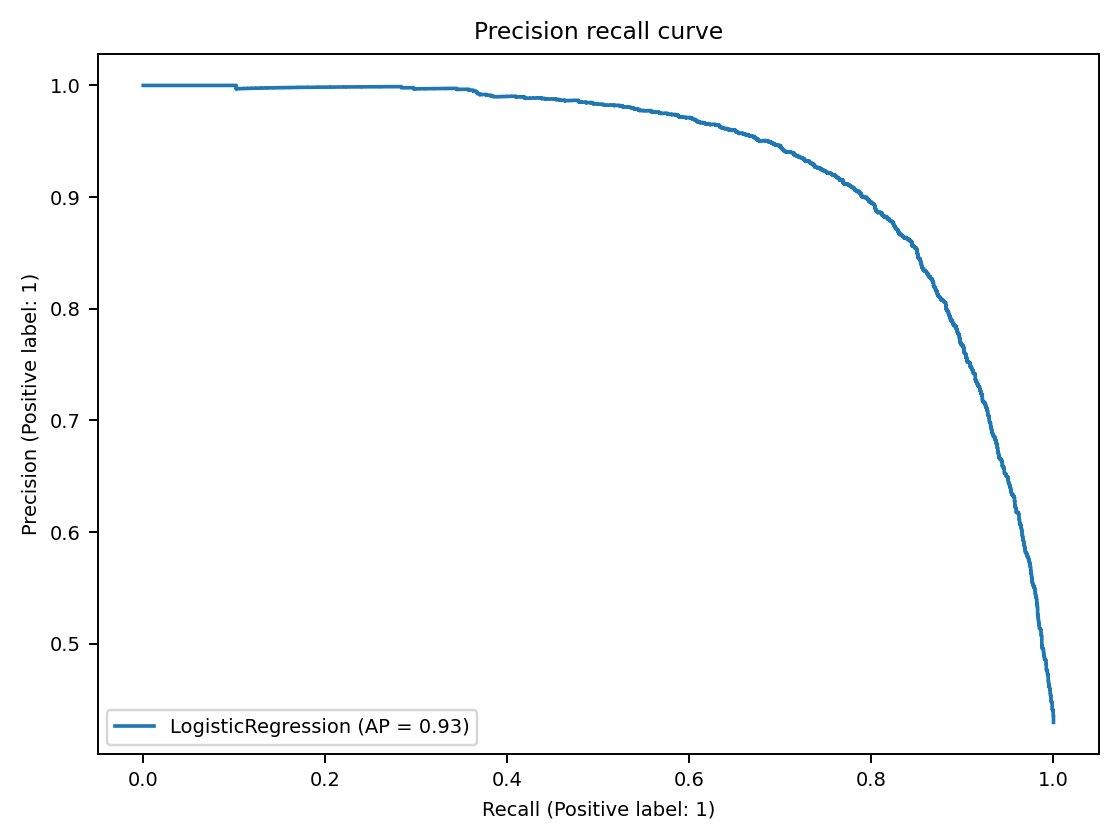 Precision recall curve
1.0
0.9
0.8
0.7
0.6
0.5
Precision (Positive label: 1)
LogisticRegression (AP = 0.93)
0.0 0.2 0.4 0.6 0.8 1.0
Recall (Positive label: 1)